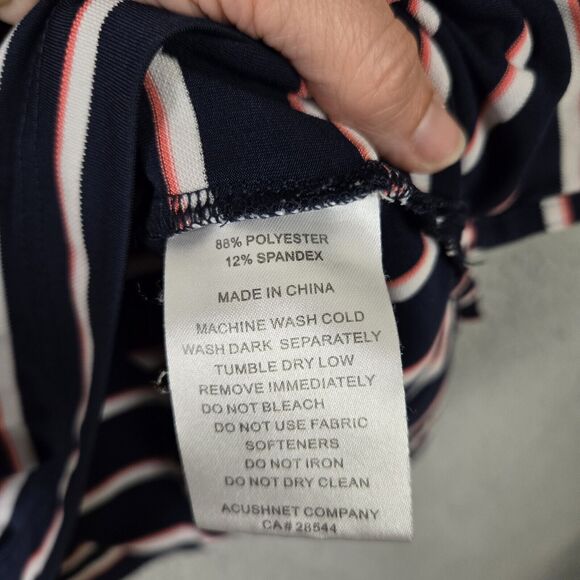 88% POLYESTER
12% SPANDEX
MADE IN CHINA
MACHINE WASH COLD
WASH DARK SEPARATELY
TUMBLE DRY LOW
REMOVE IMMEDIATELY
DO NOT BLEACH
DO NOT USE FABRIC
SOFTENERS
DO NOT IRON
DO NOT DRY CLEAN
ACUSHNET COMPANY
CA# 28544